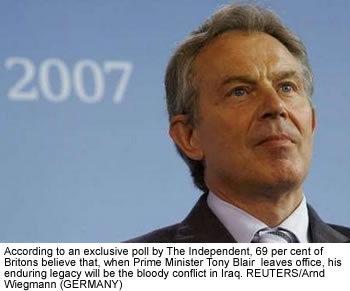 2007
According to an exclusive poll by The Independent, 69 per cent of
Britons believe that, when Prime Minister Tony Blair leaves office, his
enduring legacy will be the bloody conflict in Iraq. REUTERS/Arnd
Wiegmann (GERMANY)